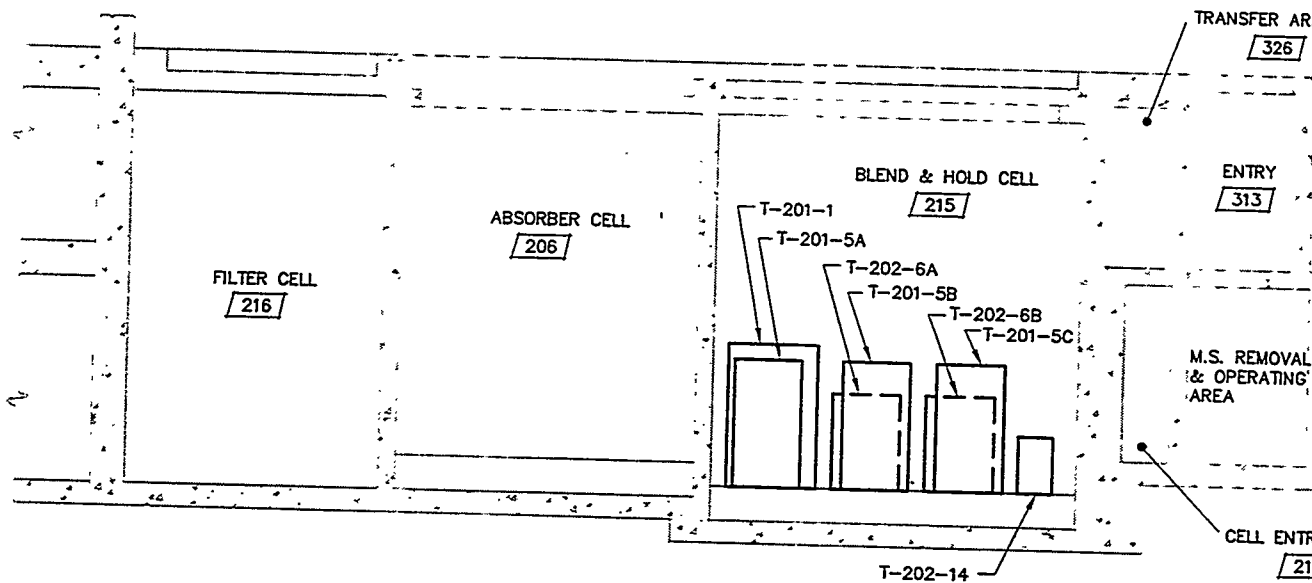 TRANSFER AR
326
BLEND & HOLD CELL
215
ENTRY
313
T-201-1
T-201-5A
ABSORBER CELL
206
T-202-6A
T-201-5B
FILTER CELL
216
T-202-6B
T-201-5C
M.S. REMOVAL
& OPERATING
AREA
CELL ENTR
21
T-202-14